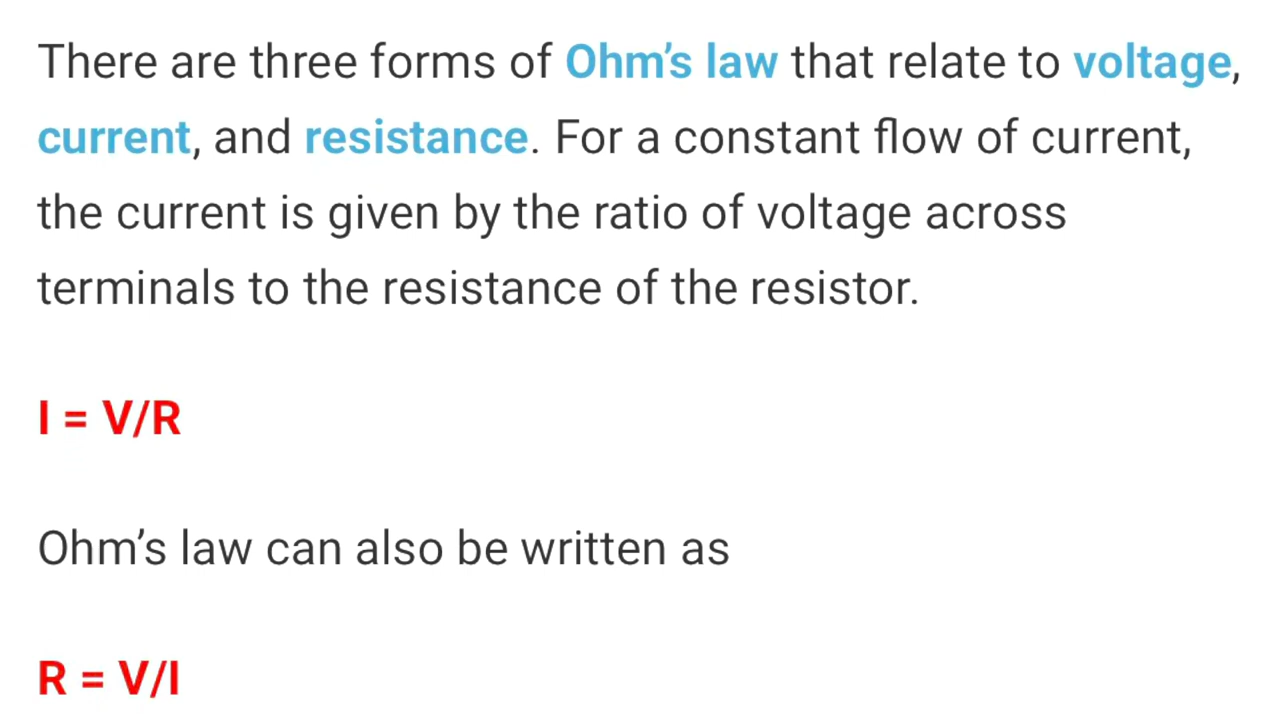 There are three forms of Ohm’s law that relate to voltage,
current, and resistance. For a constant flow of current,
the current is given by the ratio of voltage across
terminals to the resistance of the resistor.
I = V/R
Ohm’s law can also be written as
R = V/I